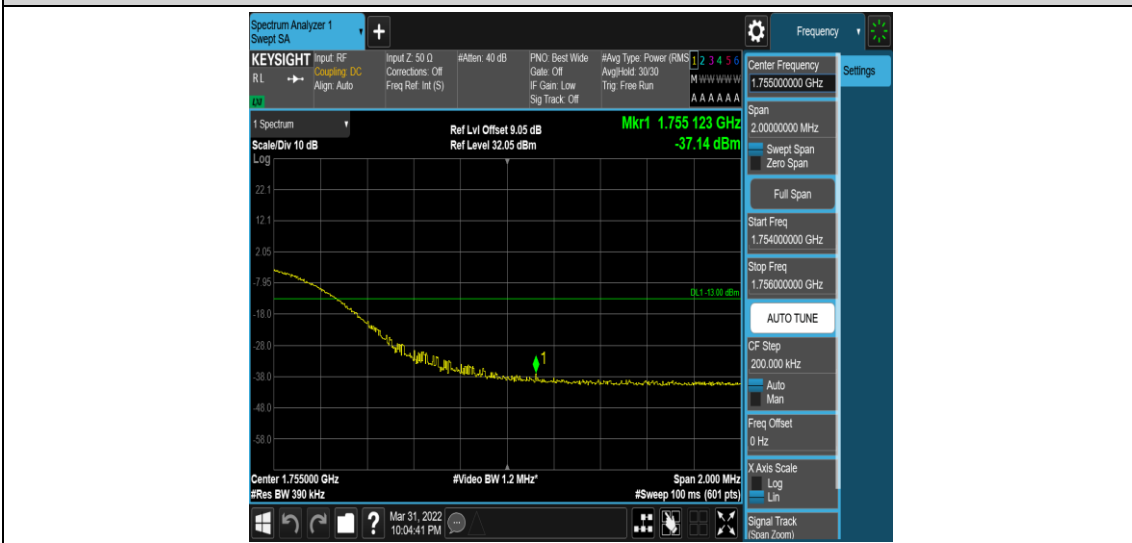 Spectrum Analyzer 1
Swept SA
+
Frequency
KEYSIGHT
RL
LXI
Input: RF
Coupling: DC
Align: Auto
Input Z: 50 Ω
Corrections: Off
Freq Ref: Int (S)
#Atten: 40 dB
PNO: Best Wide
Gate: Off
IF Gain: Low
Sig Track: Off
#Avg Type: Power (RMS
Avg|Hold: 30/30
Trig: Free Run
1 2 3 4 5 6
M W W W W W
A A A A A A
1 Spectrum
Scale/Div 10 dB
Ref Lvl Offset 9.05 dB
Ref Level 32.05 dBm
Mkr1 1.755 123 GHz
-37.14 dBm
Log
22.1
12.1
2.05
-7.95
-18.0
-28.0
-38.0
-48.0
-58.0
DL1 -13.00 dBm
1
Center 1.755000 GHz
#Res BW 390 kHz
#Video BW 1.2 MHz*
Span 2.000 MHz
#Sweep 100 ms (601 pts)
Center Frequency
1.755000000 GHz
Settings
Span
2.00000000 MHz
Swept Span
Zero Span
Full Span
Start Freq
1.754000000 GHz
Stop Freq
1.756000000 GHz
AUTO TUNE
CF Step
200.000 kHz
Auto
Man
Freq Offset
0 Hz
X Axis Scale
Log
Lin
Signal Track
(Span Zoom)
?
Mar 31, 2022
10:04:41 PM